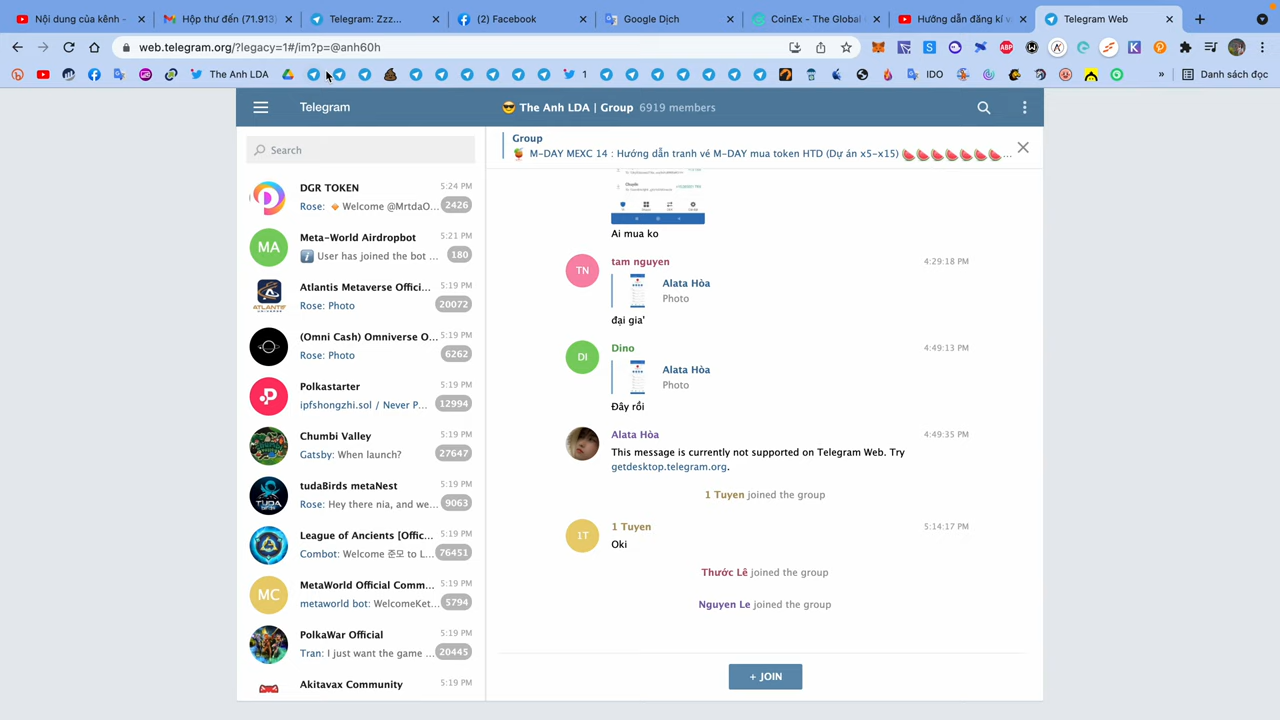 Nội dung của kênh -
Hộp thư đến (71.913)
Telegram: Zzz...
(2) Facebook
Google Dịch
CoinEx - The Global
Hướng dẫn đăng kí v
Telegram Web
web.telegram.org/?legacy=1#/im?p=@anh60h
The Anh LDA
1
IDO
Danh sách đọc
Telegram
😎 The Anh LDA | Group 6919 members
Search
Group
M-DAY MEXC 14 : Hướng dẫn tranh vé M-DAY mua token HTD (Dự án x5-x15) 🍉🍉🍉🍉🍉🍉🍉...
DGR TOKEN 5:24 PM
Rose: Welcome @MrtdaO... 2426
MA
Meta-World Airdropbot 5:21 PM
User has joined the bot ... 180
Atlantis Metaverse Offici... 5:19 PM
Rose: Photo 20072
(Omni Cash) Omniverse O... 5:19 PM
Rose: Photo 6262
Polkastarter 5:19 PM
ipfshongzhi.sol / Never P... 12994
Chumbi Valley 5:19 PM
Gatsby: When launch? 27647
tudaBirds metaNest 5:19 PM
Rose: Hey there nia, and we... 9063
League of Ancients [Offic... 5:19 PM
Combot: Welcome 준모 to L... 76451
MC
MetaWorld Official Comm... 5:19 PM
metaworld bot: WelcomeKet... 5794
PolkaWar Official 5:19 PM
Tran: I just want the game ... 20445
Akitavax Community 5:19 PM
Ai mua ko
TN
tam nguyen 4:29:18 PM
Alata Hòa
Photo
đại gia'
DI
Dino 4:49:13 PM
Alata Hòa
Photo
Đây rồi
Alata Hòa 4:49:35 PM
This message is currently not supported on Telegram Web. Try
getdesktop.telegram.org.
1 Tuyen joined the group
1T
1 Tuyen 5:14:17 PM
Oki
Thước Lê joined the group
Nguyen Le joined the group
+ JOIN